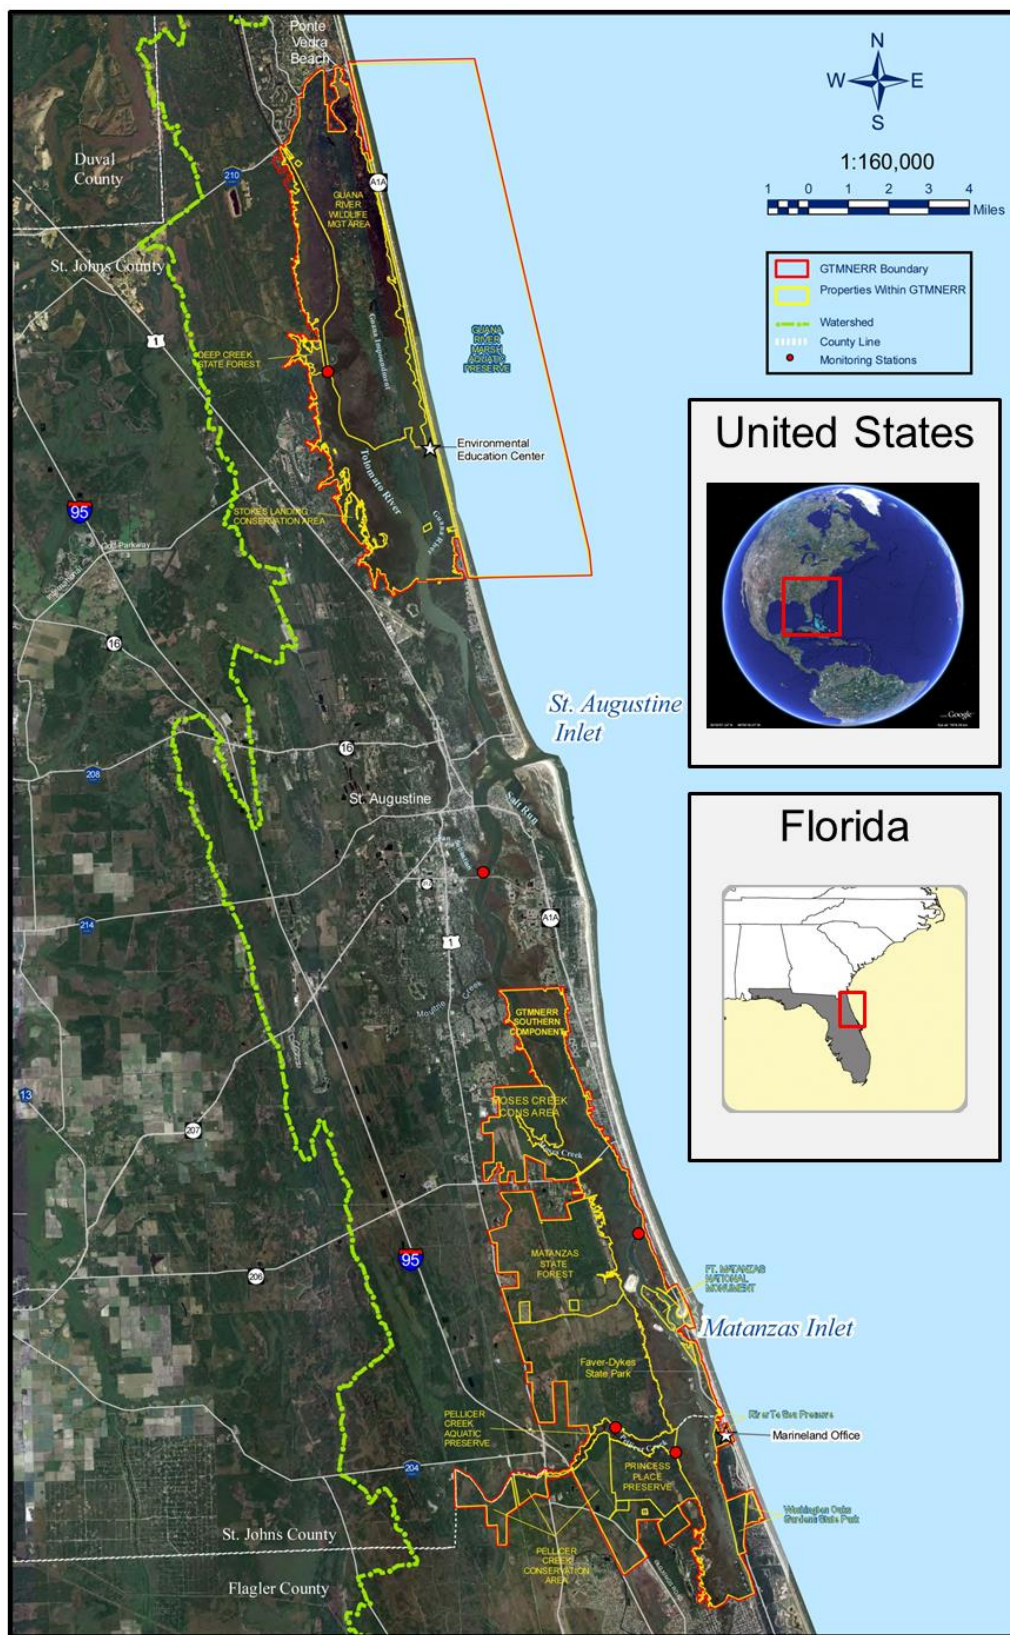 Ponte
Vedra
Beach
N
W
E
S
1:160,000
1 0 1 2 3 4
Miles
GTMNERR Boundary
Properties Within GTMNERR
Watershed
County Line
Monitoring Stations
Duval
County
210
A1A
GUANA
RIVER
WILDLIFE
MGT AREA
St. Johns County
1
Guana Impoundment
GUANA
RIVER
MARSH
AQUATIC
PRESERVE
DEEP CREEK
STATE FOREST
Environmental
Education Center
Tolomato River
95
STOKES LANDING
CONSERVATION AREA
Guana River
16
United States
Google
St. Augustine
Inlet
16
208
St. Augustine
Salt Run
Florida
214
A1A
1
Moultrie Creek
GTMNERR
SOUTHERN
COMPONENT
13
207
MOSES CREEK
CONS AREA
Moses Creek
MATANZAS
STATE
FOREST
95
206
FT. MATANZAS
NATIONAL
MONUMENT
Matanzas Inlet
Faver-Dykes
State Park
River To Sea Preserve
PELLICER
CREEK
AQUATIC
PRESERVE
Marineland Office
Pellicer Creek
204
PRINCESS
PLACE
PRESERVE
Washington Oaks
Gardens State Park
St. Johns County
PELLICER
CREEK
CONSERVATION
AREA
Flagler County